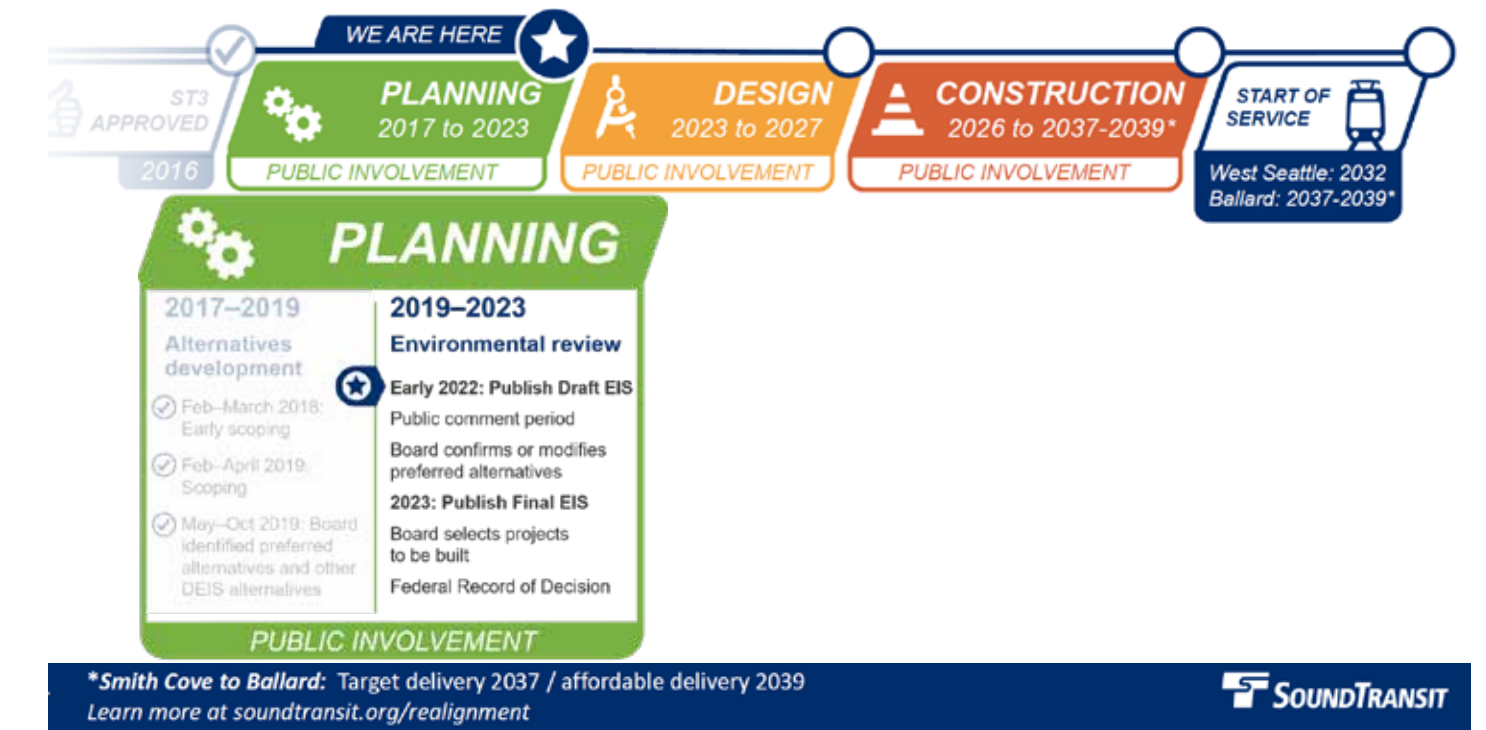 WE ARE HERE
ST3
APPROVED
2016
PLANNING
2017 to 2023
PUBLIC INVOLVEMENT
DESIGN
2023 to 2027
PUBLIC INVOLVEMENT
CONSTRUCTION
2026 to 2037-2039*
PUBLIC INVOLVEMENT
START OF
SERVICE
West Seattle: 2032
Ballard: 2037-2039*
PLANNING
2017–2019
Alternatives
development
Feb–March 2018:
Early scoping
Feb–April 2019:
Scoping
May–Oct 2019: Board
identified preferred
alternatives and other
DEIS alternatives
2019–2023
Environmental review
Early 2022: Publish Draft EIS
Public comment period
Board confirms or modifies
preferred alternatives
2023: Publish Final EIS
Board selects projects
to be built
Federal Record of Decision
PUBLIC INVOLVEMENT
*Smith Cove to Ballard: Target delivery 2037 / affordable delivery 2039
Learn more at soundtransit.org/realignment
SOUNDTRANSIT